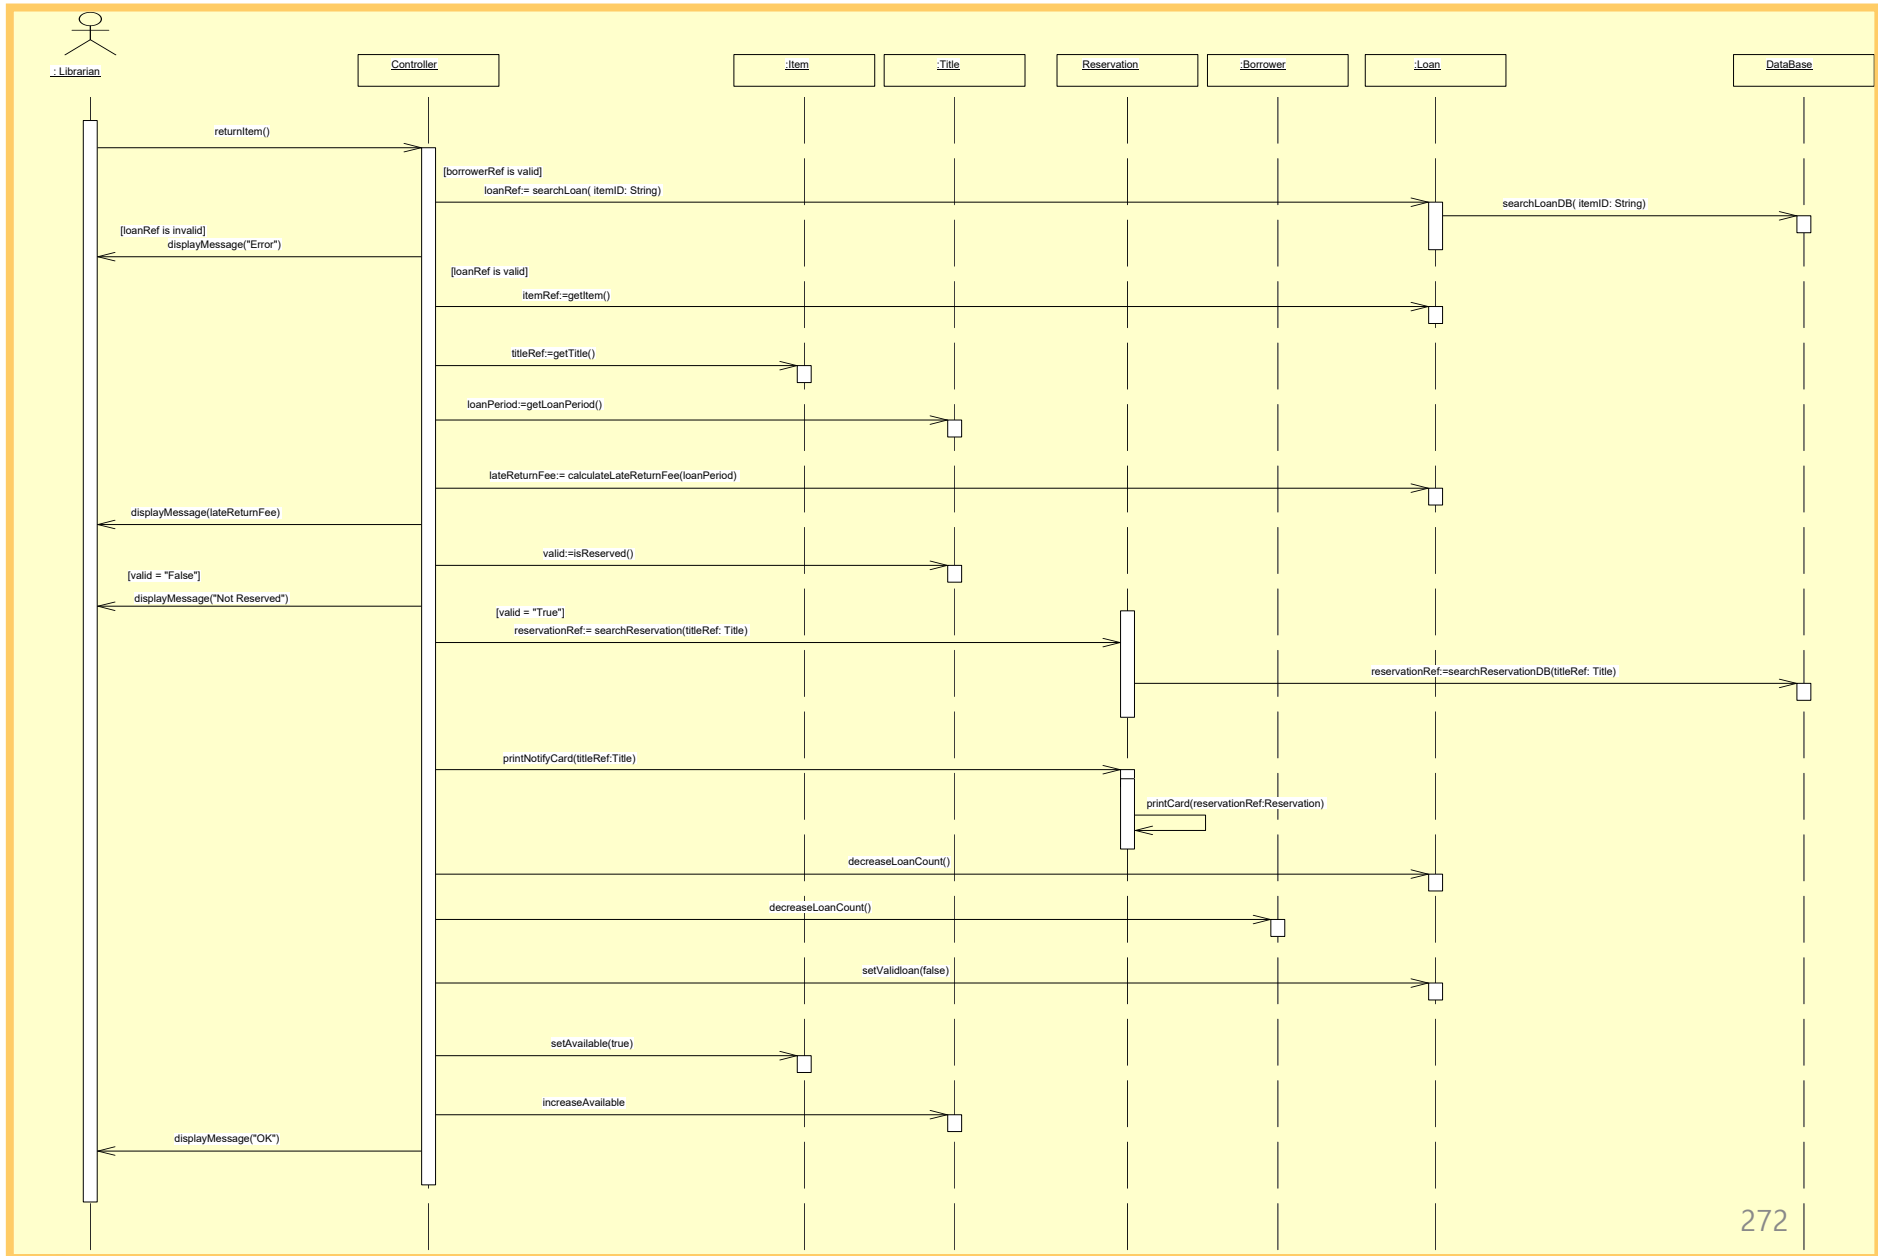 : Librarian
Controller
:Item
:Title
Reservation
:Borrower
:Loan
DataBase
returnItem()
[borrowerRef is valid]
loanRef:= searchLoan( itemID: String)
searchLoanDB( itemID: String)
[loanRef is invalid]
displayMessage("Error")
[loanRef is valid]
itemRef:=getItem()
titleRef:=getTitle()
loanPeriod:=getLoanPeriod()
lateReturnFee:= calculateLateReturnFee(loanPeriod)
displayMessage(lateReturnFee)
valid:=isReserved()
[valid = "False"]
displayMessage("Not Reserved")
[valid = "True"]
reservationRef:= searchReservation(titleRef: Title)
reservationRef:=searchReservationDB(titleRef: Title)
printNotifyCard(titleRef:Title)
printCard(reservationRef:Reservation)
decreaseLoanCount()
decreaseLoanCount()
setValidloan(false)
setAvailable(true)
increaseAvailable
displayMessage("OK")
272